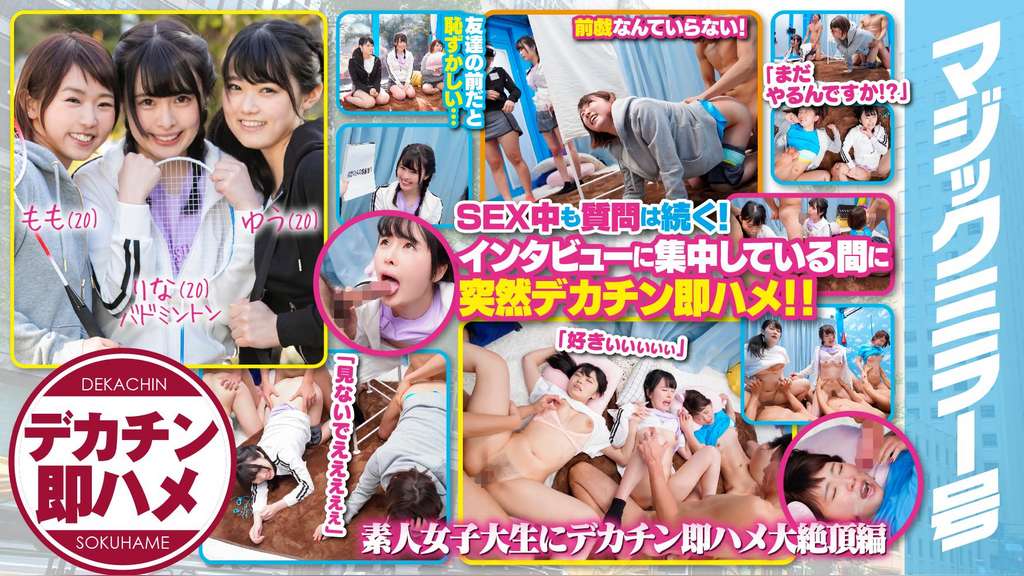 もも(20)
りな(20)
バドミントン
ゆう(20)
友達の前だと
恥ずかしい…
前戯なんていらない!
「まだ
やるんですか!?」
SEX中も質問は続く!
インタビューに集中している間に
突然デカチン即ハメ!!
「好きぃぃぃぃぃ」
「見ないでぇぇぇぇぇ」
DEKACHIN
デカチン
即ハメ
SOKUHAME
素人女子大生にデカチン即ハメ大絶頂編
マジックミラー号